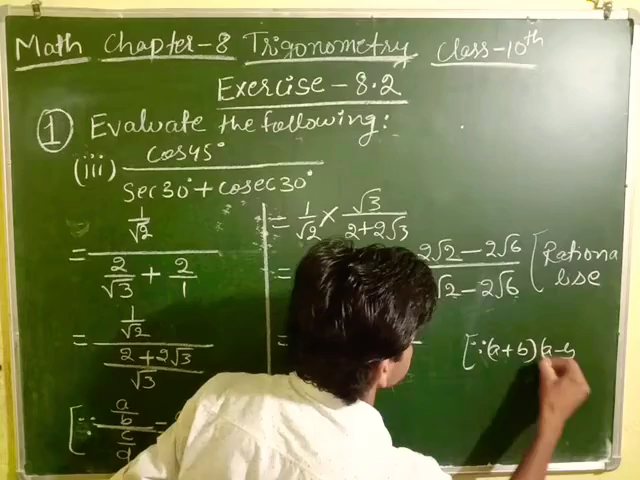 Math Chapter-8 Trigonometry Class-10th
Exercise-8.2
① Evaluate the following:
(iii) cos45° / sec30° + cosec30°
= 1/√2 / 2/√3 + 2/1
= 1/√2 / 2+2√3/√3
[∵ a/b / c/d =
= 1/√2 × √3 / 2+2√3
= 2√2-2√6 / √2-2√6 [Rationalise
=
[∵(a+b)(a-b